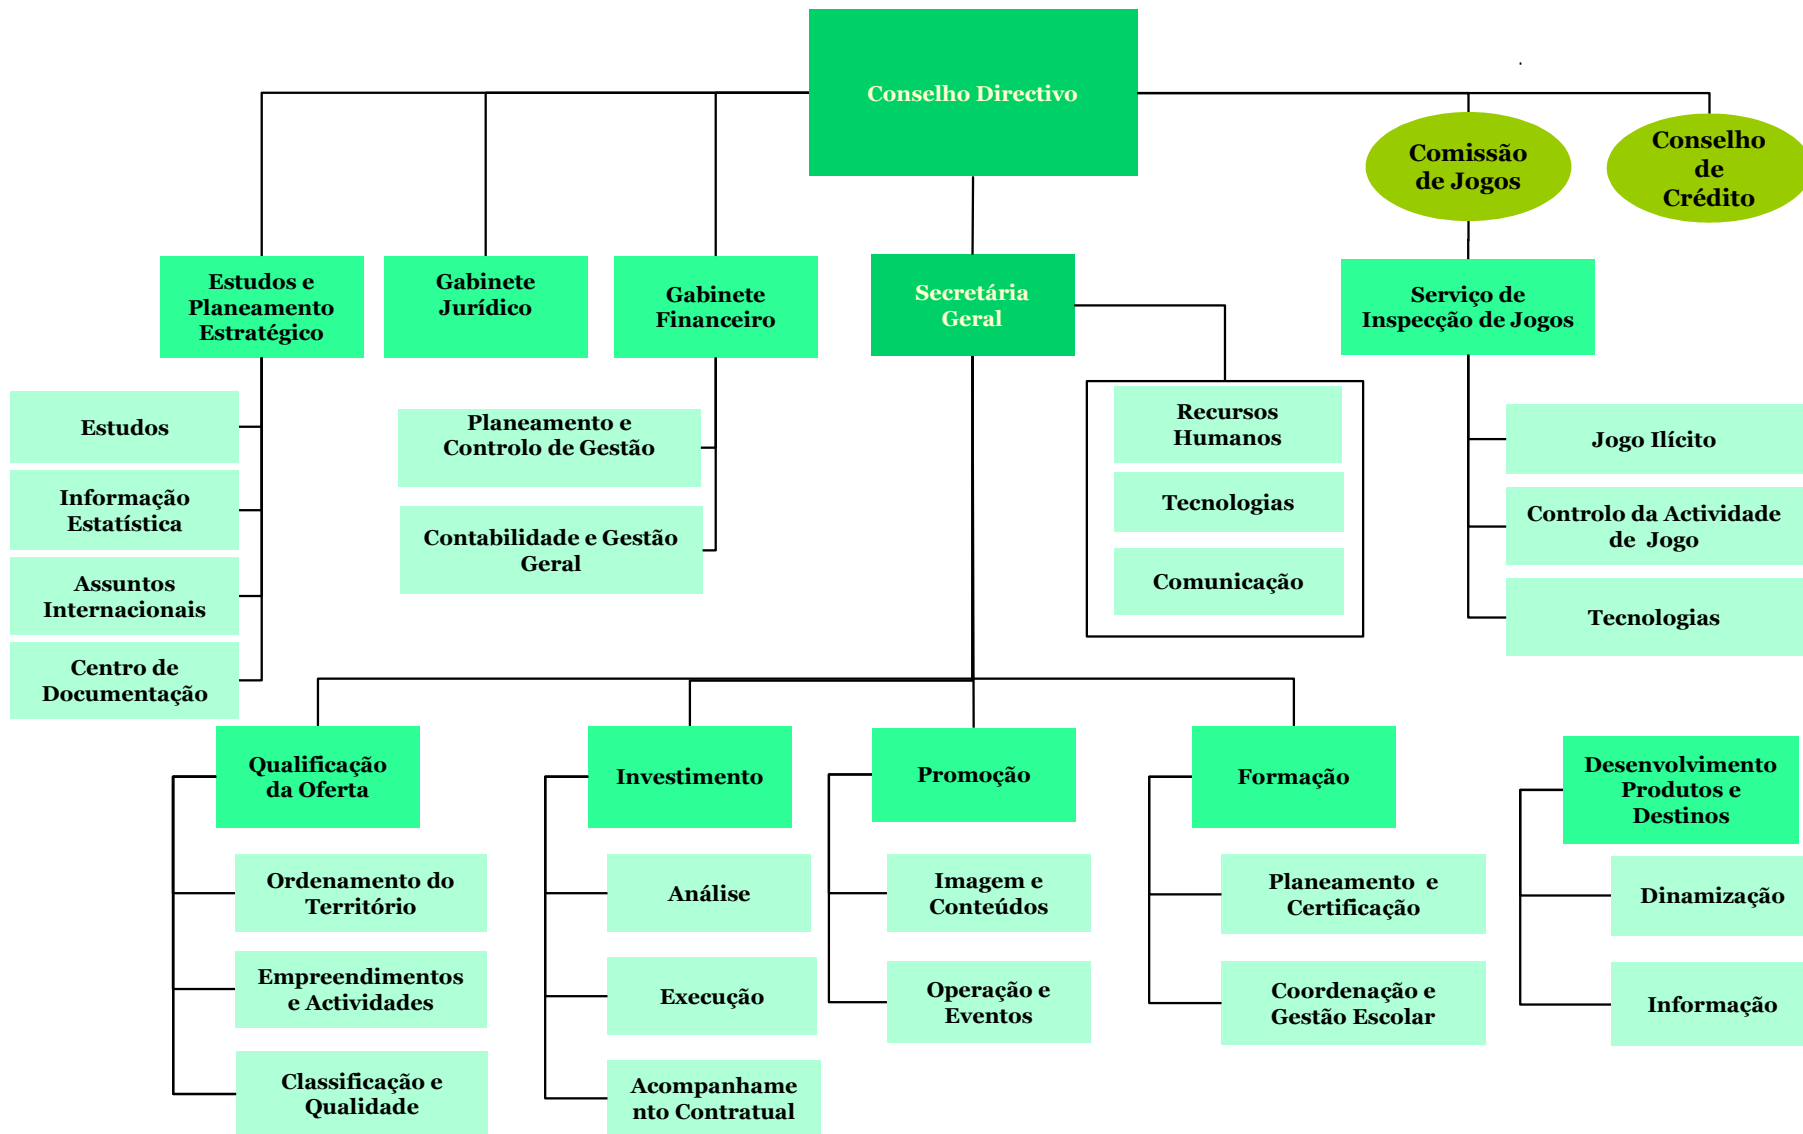 Conselho Directivo
Comissão
de Jogos
Conselho
de
Crédito
Estudos e
Planeamento
Estratégico
Gabinete
Jurídico
Gabinete
Financeiro
Secretária
Geral
Serviço de
Inspecção de Jogos
Estudos
Informação
Estatística
Assuntos
Internacionais
Centro de
Documentação
Planeamento e
Controlo de Gestão
Contabilidade e Gestão
Geral
Recursos
Humanos
Tecnologias
Comunicação
Jogo Ilícito
Controlo da Actividade
de Jogo
Tecnologias
Qualificação
da Oferta
Investimento
Promoção
Formação
Desenvolvimento
Produtos e
Destinos
Ordenamento do
Território
Empreendimentos
e Actividades
Classificação e
Qualidade
Análise
Execução
Acompanhame
nto Contratual
Imagem e
Conteúdos
Operação e
Eventos
Planeamento e
Certificação
Coordenação e
Gestão Escolar
Dinamização
Informação